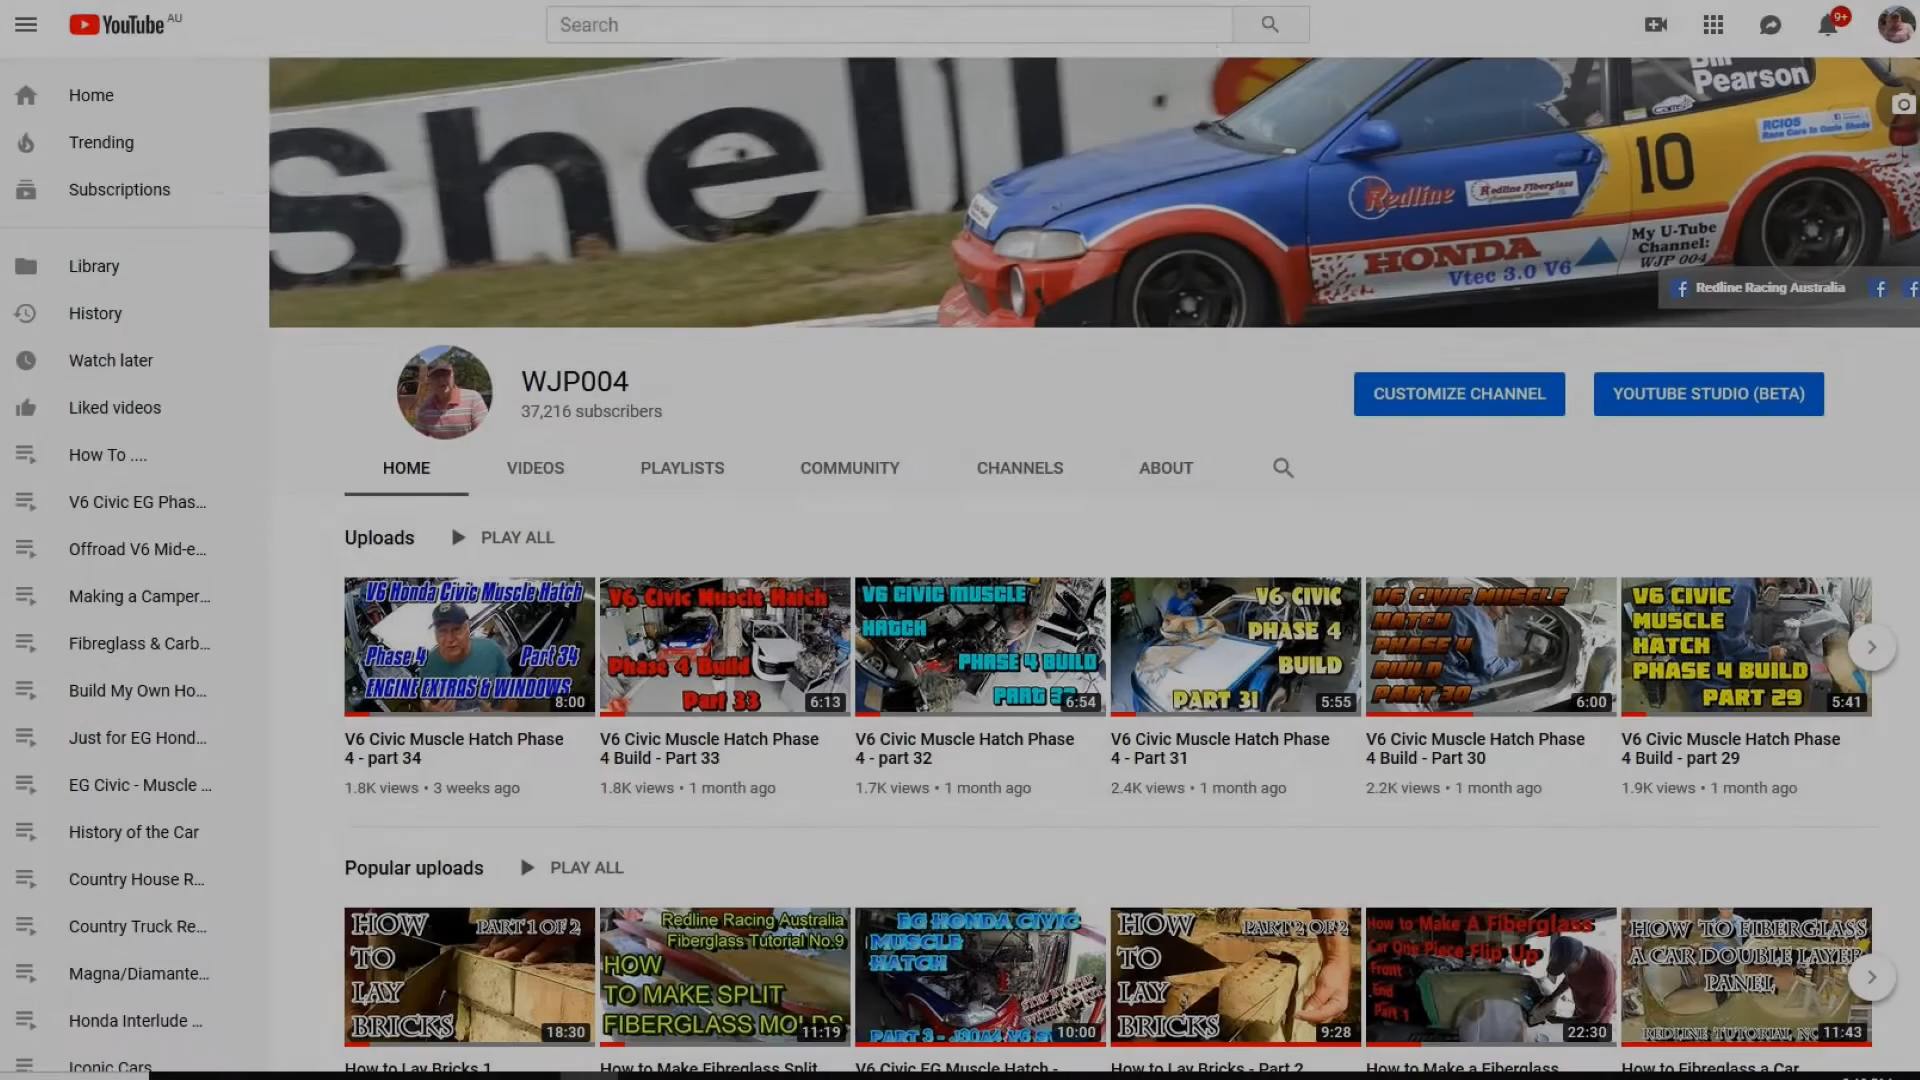 YouTube AU
Search
9+
Home
Trending
Subscriptions
Library
History
Watch later
Liked videos
How To ....
V6 Civic EG Phas...
Offroad V6 Mid-e...
Making a Camper...
Fibreglass & Carb...
Build My Own Ho...
Just for EG Hond...
EG Civic - Muscle ...
History of the Car
Country House R...
Country Truck Re...
Magna/Diamante...
Honda Interlude ...
Iconic Cars
shell
Bill
Pearson
10
RCIOS
Race Cars In Ozzie Sheds
Redline
Redline Fiberglass
HONDA
Vtec 3.0 V6
My U-Tube
Channel:
WJP 004
Redline Racing Australia
WJP004
37,216 subscribers
CUSTOMIZE CHANNEL
YOUTUBE STUDIO (BETA)
HOME VIDEOS PLAYLISTS COMMUNITY CHANNELS ABOUT
Uploads PLAY ALL
V6 Honda Civic Muscle Hatch
Phase 4 Part 34
ENGINE EXTRAS & WINDOWS
8:00
V6 Civic Muscle Hatch
Phase 4 Build
Part 33
6:13
V6 CIVIC MUSCLE
HATCH
PHASE 4 BUILD
PART
6:54
V6 CIVIC
PHASE 4
BUILD
PART 31
5:55
V6 CIVIC MUSCLE
HATCH
PHASE 4
BUILD
PART 30
6:00
V6 CIVIC
MUSCLE
HATCH
PHASE 4 BUILD
PART 29
5:41
V6 Civic Muscle Hatch Phase
4 - part 34
1.8K views • 3 weeks ago
V6 Civic Muscle Hatch Phase
4 Build - Part 33
1.8K views • 1 month ago
V6 Civic Muscle Hatch Phase
4 - part 32
1.7K views • 1 month ago
V6 Civic Muscle Hatch Phase
4 - Part 31
2.4K views • 1 month ago
V6 Civic Muscle Hatch Phase
4 Build - Part 30
2.2K views • 1 month ago
V6 Civic Muscle Hatch Phase
4 Build - part 29
1.9K views • 1 month ago
Popular uploads PLAY ALL
HOW PART 1 OF 2
TO
LAY
BRICKS
18:30
Redline Racing Australia
Fiberglass Tutorial No.9
HOW
TO MAKE SPLIT
FIBERGLASS MOLDS
11:19
EG HONDA CIVIC
MUSCLE
HATCH
STEP BY STEP
PART 3 - J30A4 V6
10:00
HOW PART 2 OF 2
TO
LAY
BRICKS
9:28
How to Make A Fiberglass
Car One Piece Flip Up
Front
End
Part 1
22:30
HOW TO FIBERGLASS
A CAR DOUBLE LAYER
PANEL
REDLINE TUTORIAL NO
11:43
How to Lay Bricks 1
How to Make Fibreglass Split
V6 Civic EG Muscle Hatch -
How to Lay Bricks - Part 2
How to Make a Fiberglass
How to Fibreglass a Car